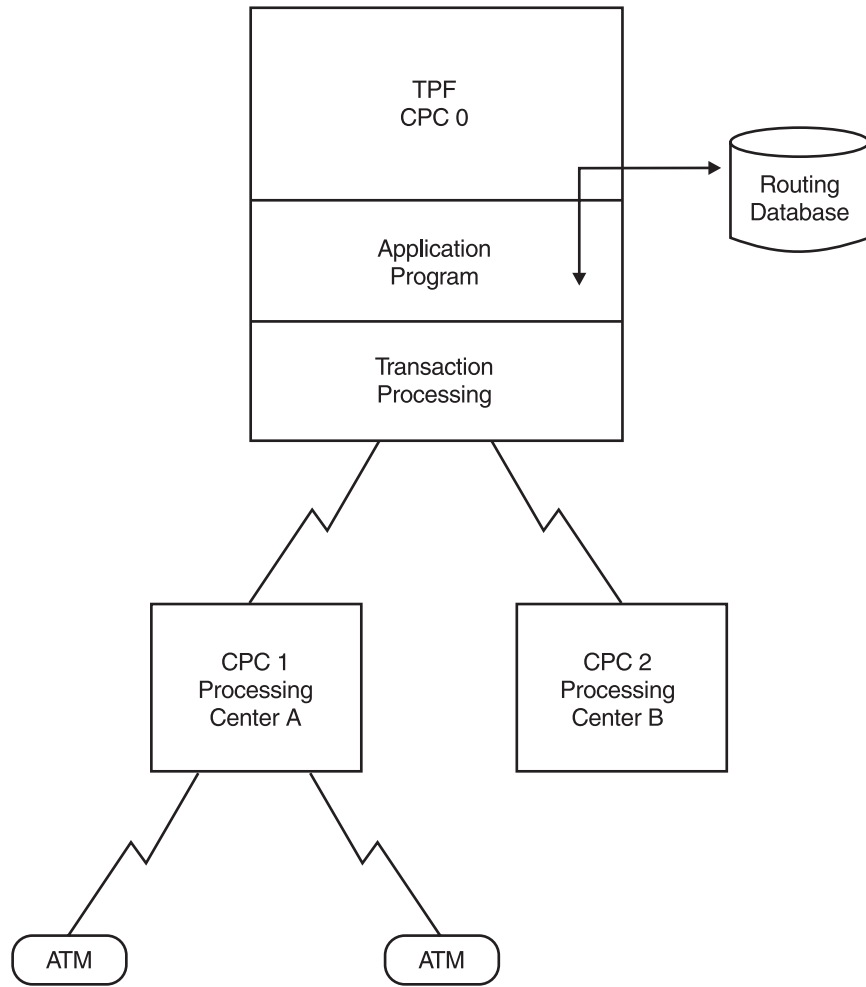 TPF
CPC 0
Routing
Database
Application
Program
Transaction
Processing
CPC 1
Processing
Center A
CPC 2
Processing
Center B
ATM
ATM